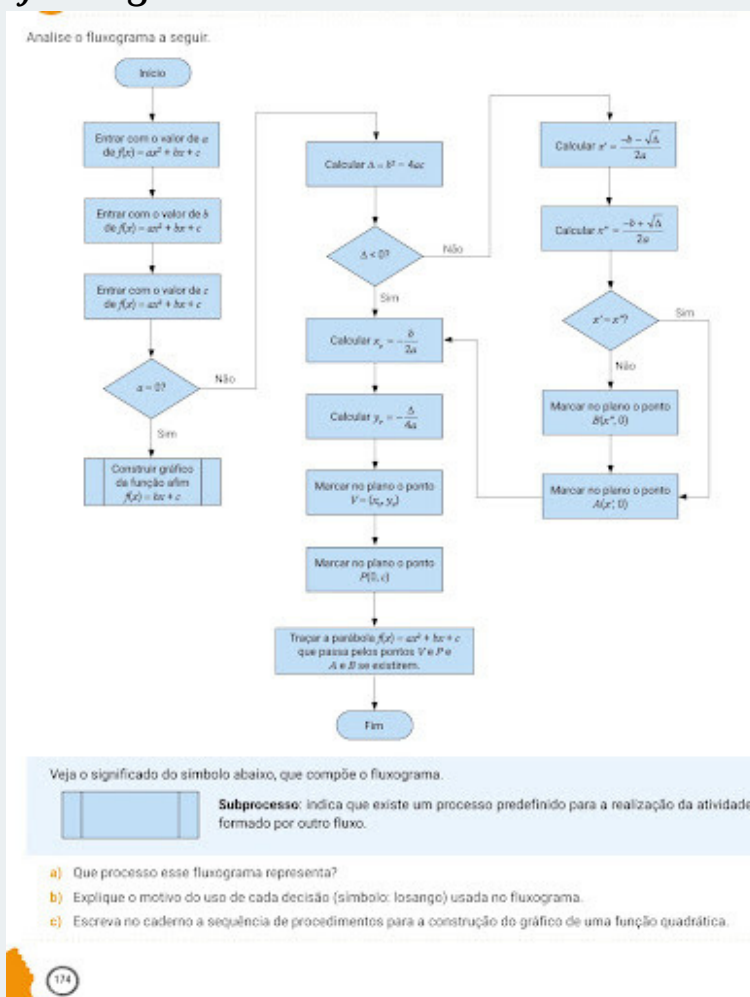 Analise o fluxograma a seguir.
Início
Entrar com o valor de a
de f(x) = ax² + bx + c
Entrar com o valor de b
de f(x) = ax² + bx + c
Entrar com o valor de c
de f(x) = ax² + bx + c
a = 0?
Não
Sim
Construir gráfico
da função afim
f(x) = bx + c
Calcular Δ = b² − 4ac
Δ < 0?
Não
Sim
Calcular xᵥ = −b/2a
Calcular yᵥ = −Δ/4a
Marcar no plano o ponto
V = (xᵥ, yᵥ)
Marcar no plano o ponto
P(0, c)
Traçar a parábola f(x) = ax² + bx + c
que passa pelos pontos V e P e
A e B se existirem.
Fim
Calcular x' = (−b − √Δ)/2a
Calcular x" = (−b + √Δ)/2a
x' = x"?
Sim
Não
Marcar no plano o ponto
B(x", 0)
Marcar no plano o ponto
A(x', 0)
Veja o significado do símbolo abaixo, que compõe o fluxograma.
Subprocesso: indica que existe um processo predefinido para a realização da atividade
formado por outro fluxo.
a) Que processo esse fluxograma representa?
b) Explique o motivo do uso de cada decisão (símbolo: losango) usada no fluxograma.
c) Escreva no caderno a sequência de procedimentos para a construção do gráfico de uma função quadrática.
174